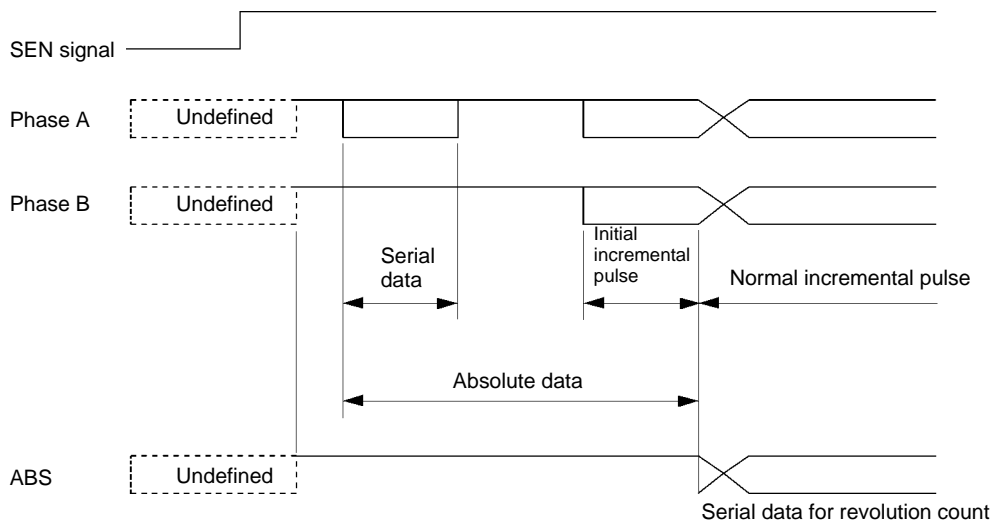 SEN signal
Phase A
Undefined
Phase B
Undefined
Serial
data
Initial
incremental
pulse
Normal incremental pulse
Absolute data
ABS
Undefined
Serial data for revolution count